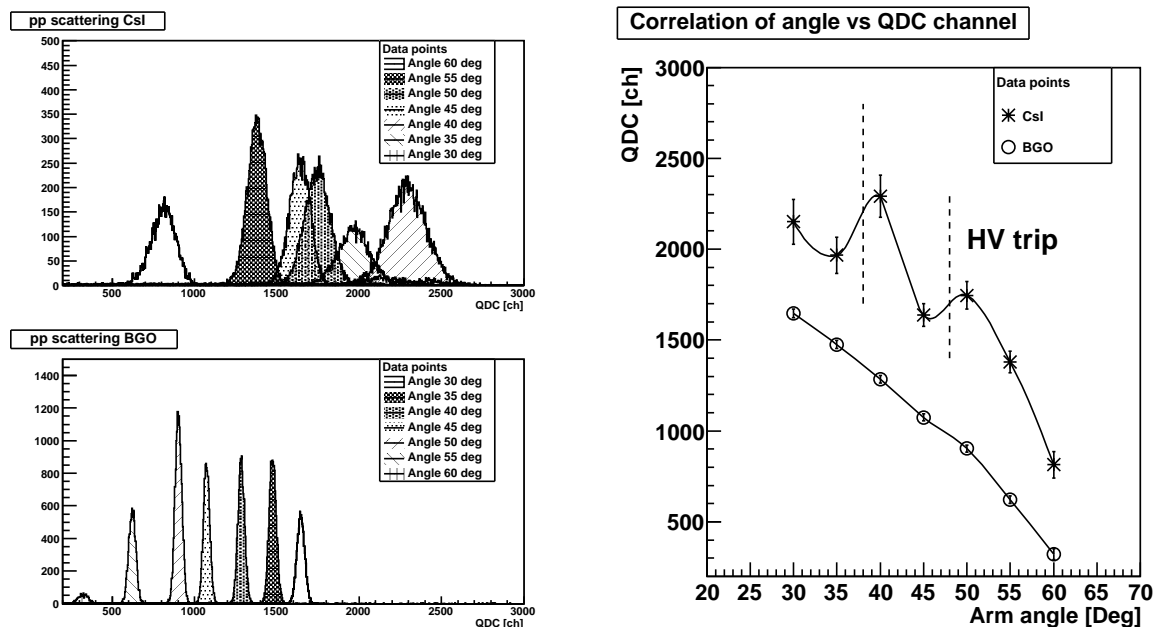 pp scattering CsI
500
450
400
350
300
250
200
150
100
50
0
500 1000 1500 2000 2500 3000
QDC [ch]
Data points
Angle 60 deg
Angle 55 deg
Angle 50 deg
Angle 45 deg
Angle 40 deg
Angle 35 deg
Angle 30 deg
pp scattering BGO
1400
1200
1000
800
600
400
200
0
500 1000 1500 2000 2500 3000
QDC [ch]
Data points
Angle 30 deg
Angle 35 deg
Angle 40 deg
Angle 45 deg
Angle 50 deg
Angle 55 deg
Angle 60 deg
Correlation of angle vs QDC channel
QDC [ch]
3000
2500
2000
1500
1000
500
Data points
CsI
BGO
HV trip
20 25 30 35 40 45 50 55 60 65 70
Arm angle [Deg]